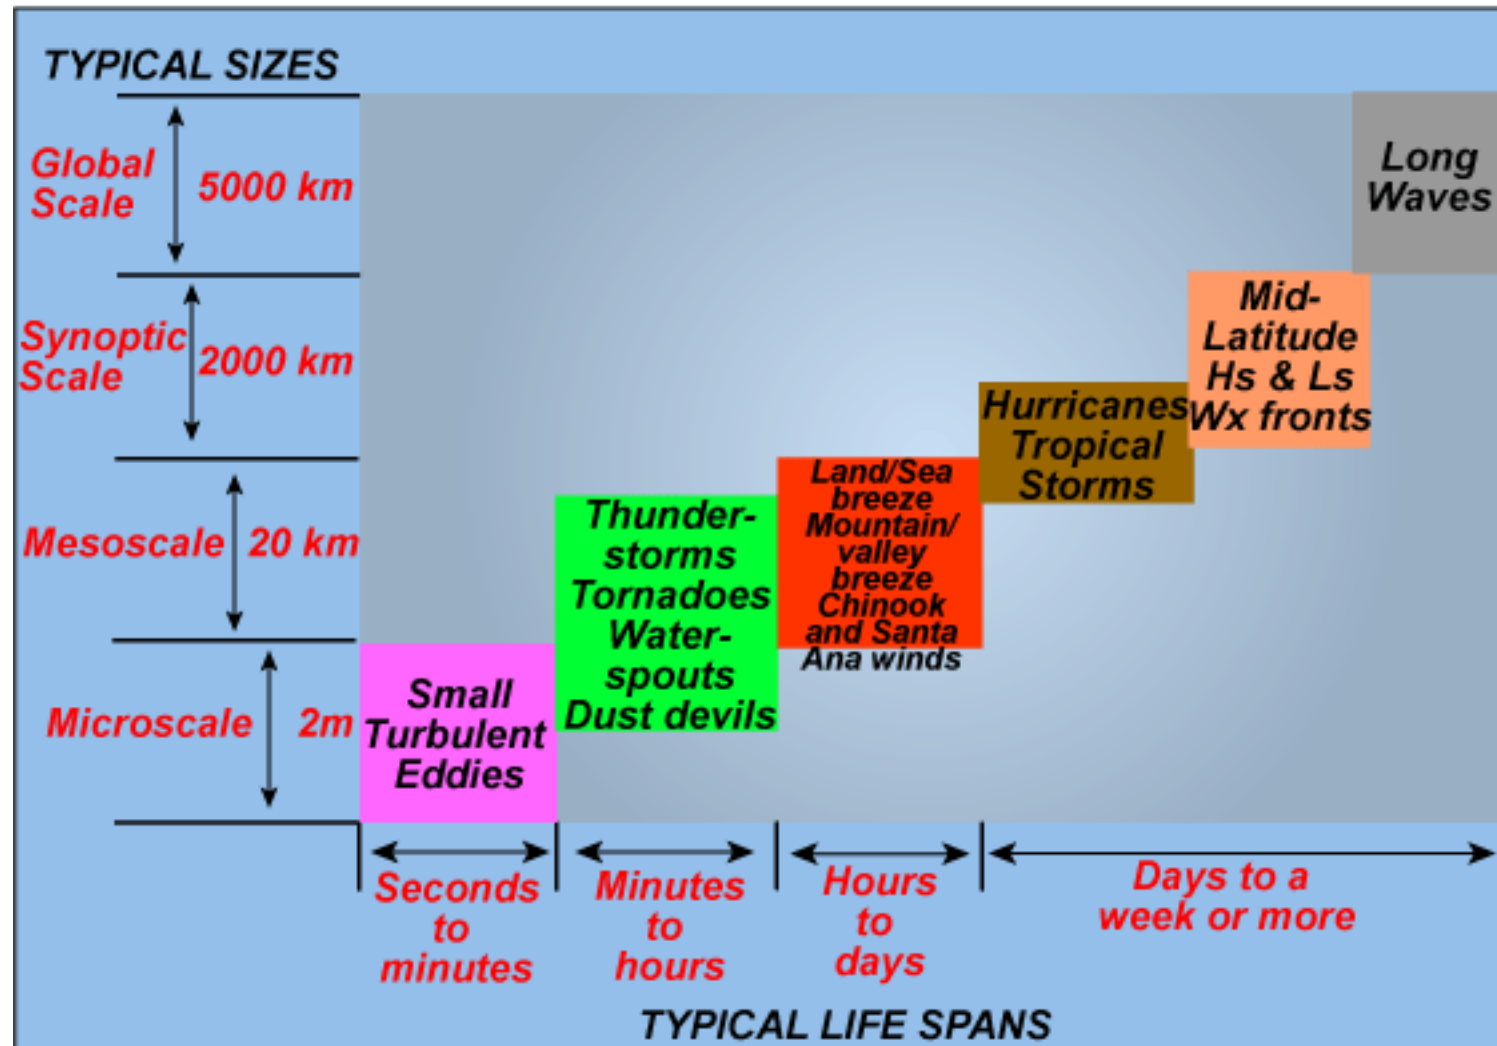 TYPICAL SIZES
Global
Scale
5000 km
Synoptic
Scale
2000 km
Mesoscale
20 km
Microscale
2m
Small
Turbulent
Eddies
Thunder-
storms
Tornadoes
Water-
spouts
Dust devils
Land/Sea
breeze
Mountain/
valley
breeze
Chinook
and Santa
Ana winds
Hurricanes
Tropical
Storms
Mid-
Latitude
Hs & Ls
Wx fronts
Long
Waves
Seconds
to
minutes
Minutes
to
hours
Hours
to
days
Days to a
week or more
TYPICAL LIFE SPANS